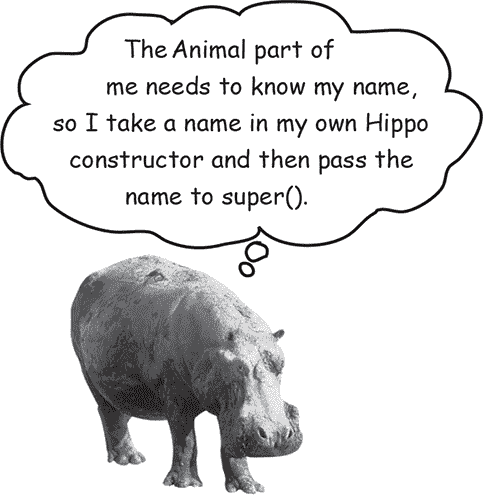 The Animal part of
me needs to know my name,
so I take a name in my own Hippo
constructor and then pass the
name to super().